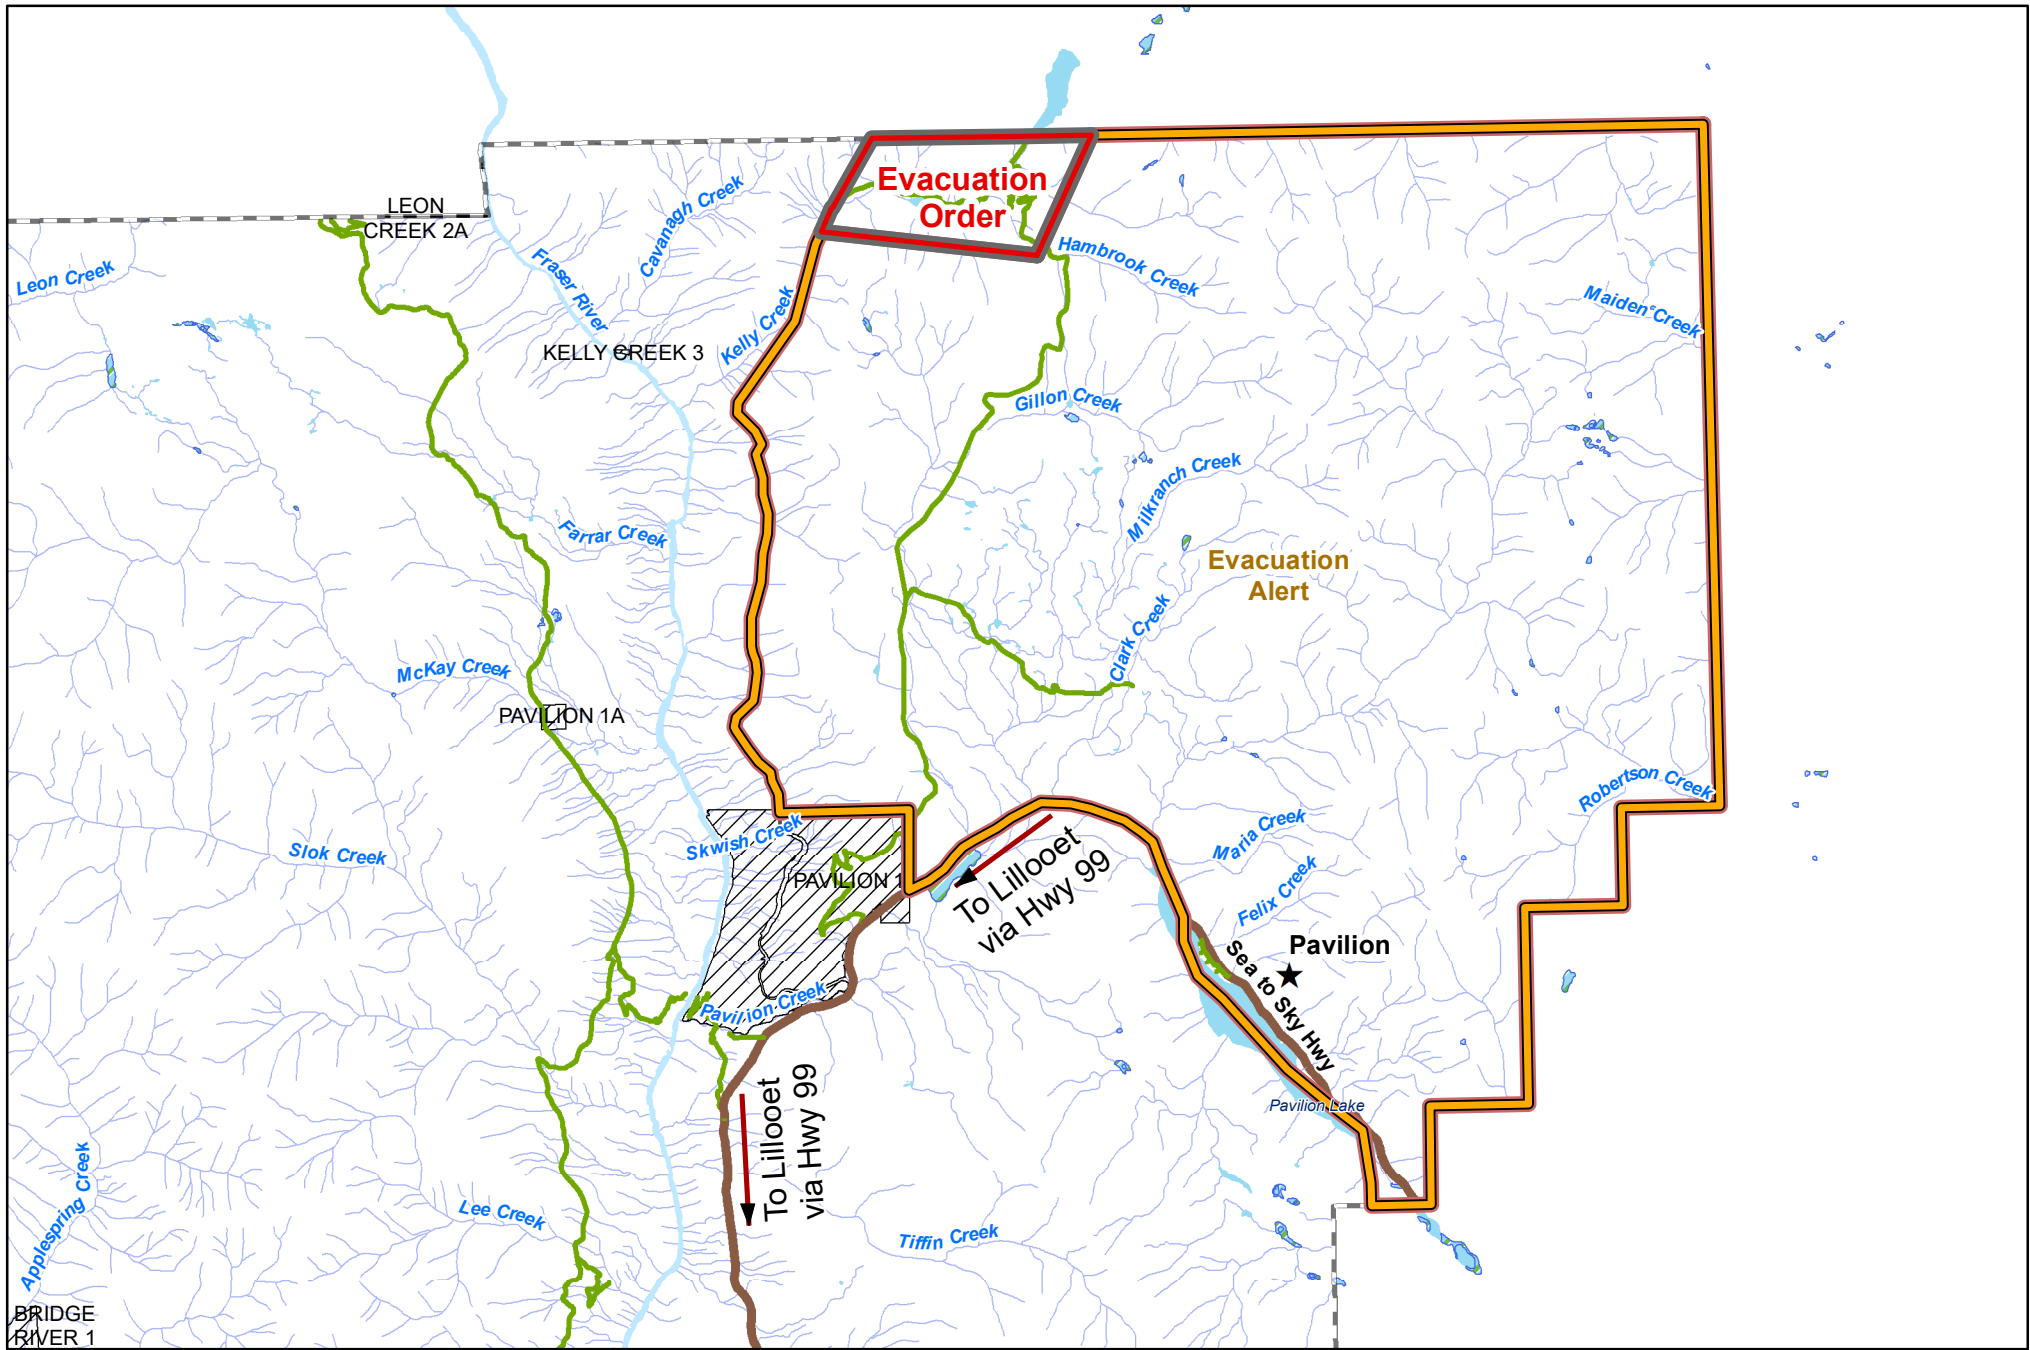 Evacuation
Order
Cavanagh Creek
LEON
CREEK 2A
Leon Creek
Fraser River
Hambrook Creek
Maiden Creek
Kelly Creek
KELLY CREEK 3
Gillon Creek
Milkranch Creek
Farrar Creek
Evacuation
Alert
Clark Creek
McKay Creek
PAVILION 1A
Robertson Creek
Skwish Creek
Slok Creek
Maria Creek
PAVILION 1
To Lillooet
via Hwy 99
Felix Creek
Pavilion
Sea to Sky Hwy
Pavilion Creek
Pavilion Lake
To Lillooet
via Hwy 99
Applespring Creek
Lee Creek
Tiffin Creek
BRIDGE
RIVER 1